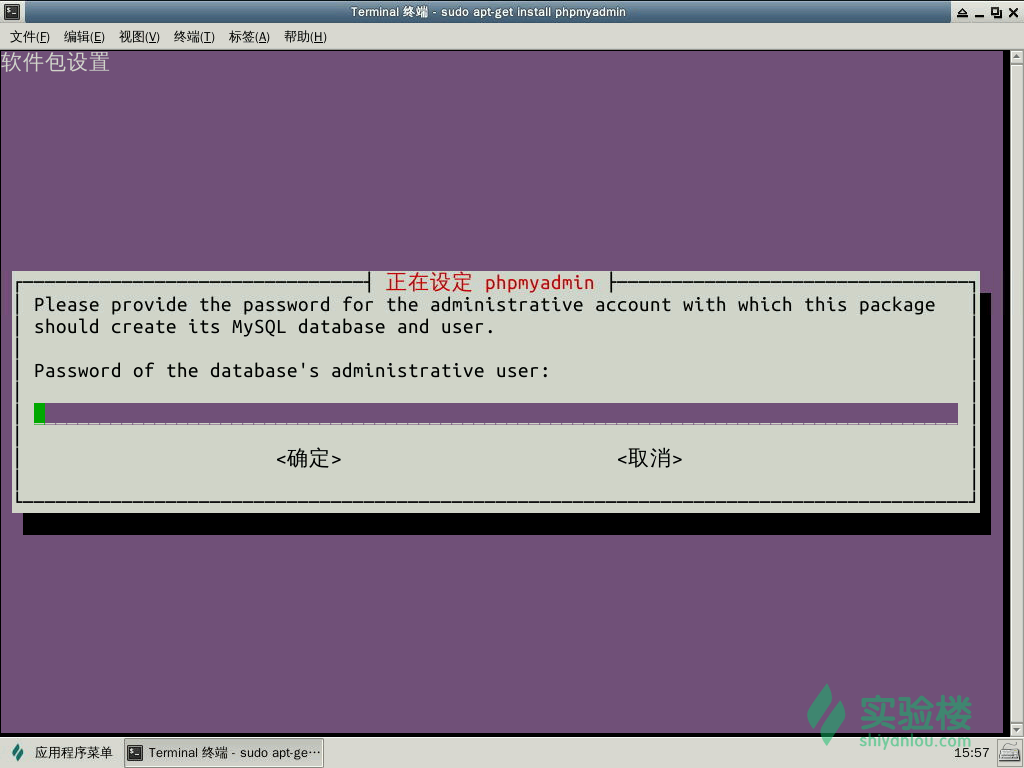 Terminal 终端 - sudo apt-get install phpmyadmin
文件(F) 编辑(E) 视图(V) 终端(T) 标签(A) 帮助(H)
软件包设置
正在设定 phpmyadmin
Please provide the password for the administrative account with which this package
should create its MySQL database and user.
Password of the database's administrative user:
<确定> <取消>
实验楼
shiyanlou.com
应用程序菜单 Terminal 终端 - sudo apt-ge··· 15:57